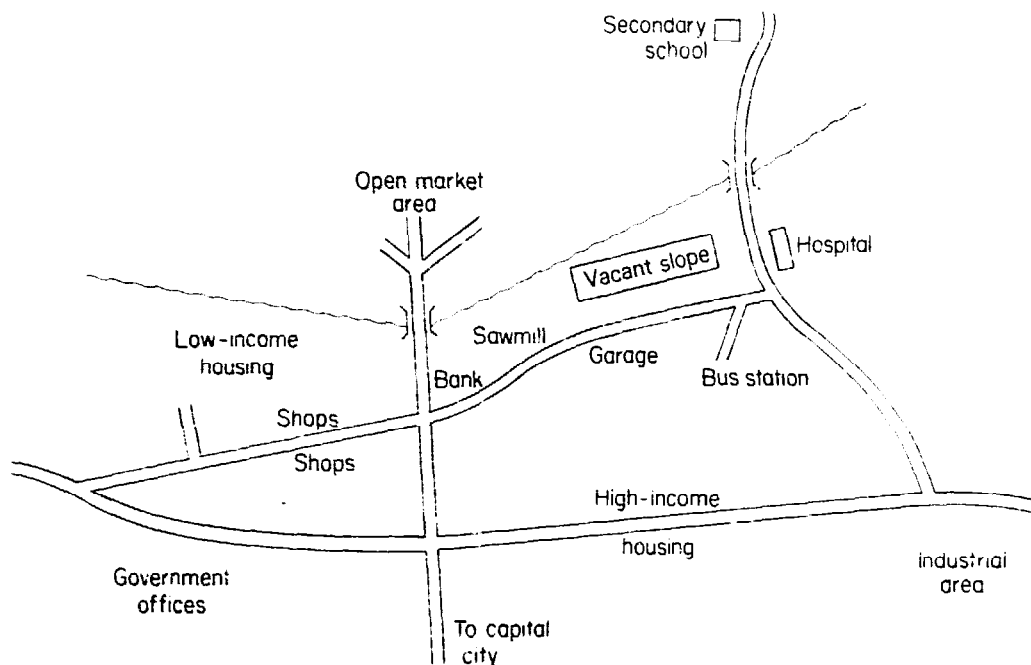 Secondary
school
Open market
area
Hospital
Vacant slope
Low-income
housing
Sawmill
Garage
Bank
Bus station
Shops
Shops
High-income
housing
Government
offices
Industrial
area
To capital
city